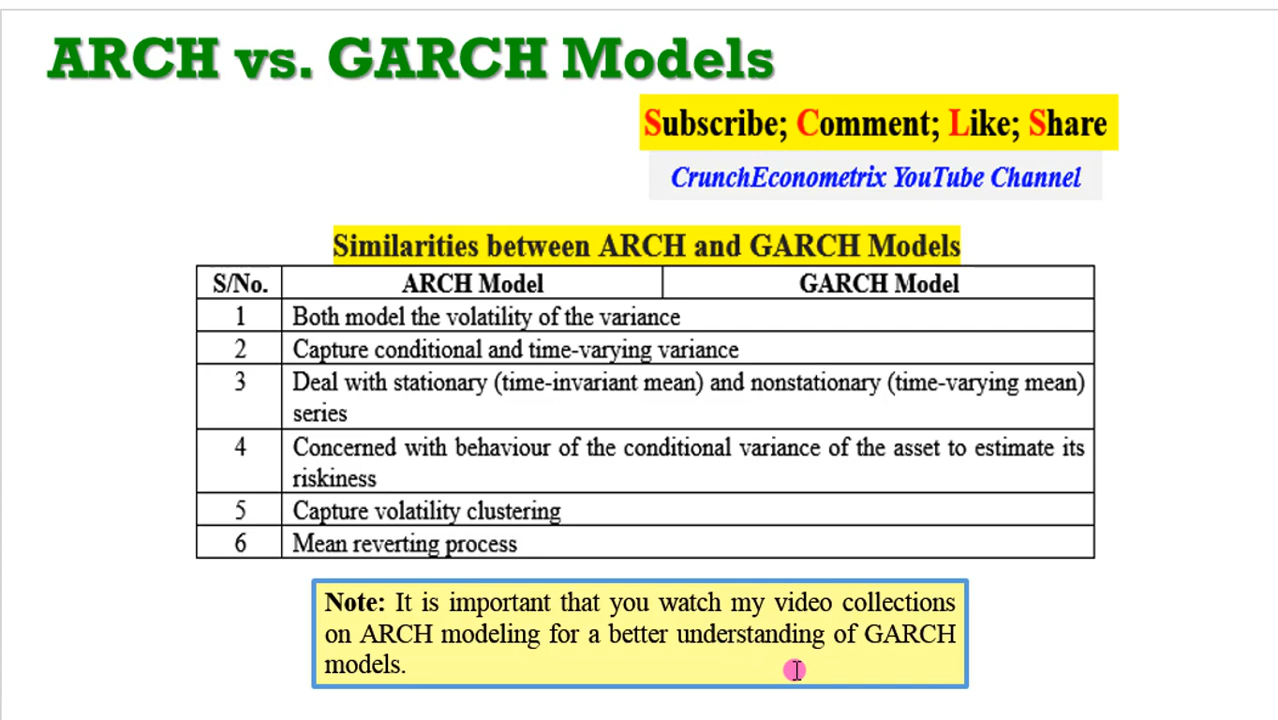 ARCH vs. GARCH Models
Subscribe; Comment; Like; Share
CrunchEconometrix YouTube Channel
Similarities between ARCH and GARCH Models
S/No. ARCH Model GARCH Model
1 Both model the volatility of the variance
2 Capture conditional and time-varying variance
3 Deal with stationary (time-invariant mean) and nonstationary (time-varying mean)
series
4 Concerned with behaviour of the conditional variance of the asset to estimate its
riskiness
5 Capture volatility clustering
6 Mean reverting process
Note: It is important that you watch my video collections
on ARCH modeling for a better understanding of GARCH
models.